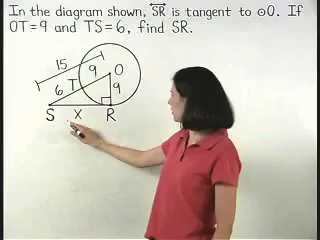 In the diagram shown, SR is tangent to ⊙O. If
OT=9 and TS=6, find SR.
15
9 O
6 T 9
S x R